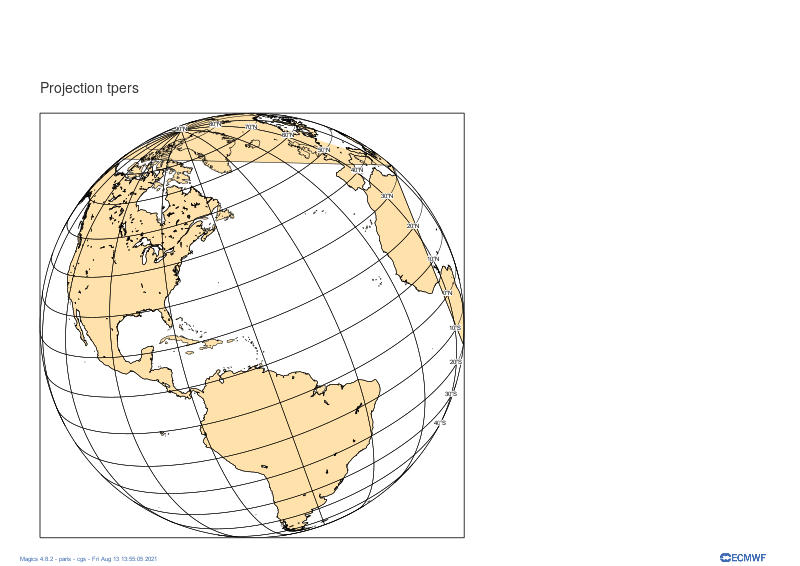 Projection tpers
90°N
80°N
70°N
60°N
50°N
40°N
30°N
20°N
10°N
0°N
10°S
20°S
30°S
40°S
Magics 4.8.2 - paris - cgs - Fri Aug 13 13:55:05 2021
ECMWF